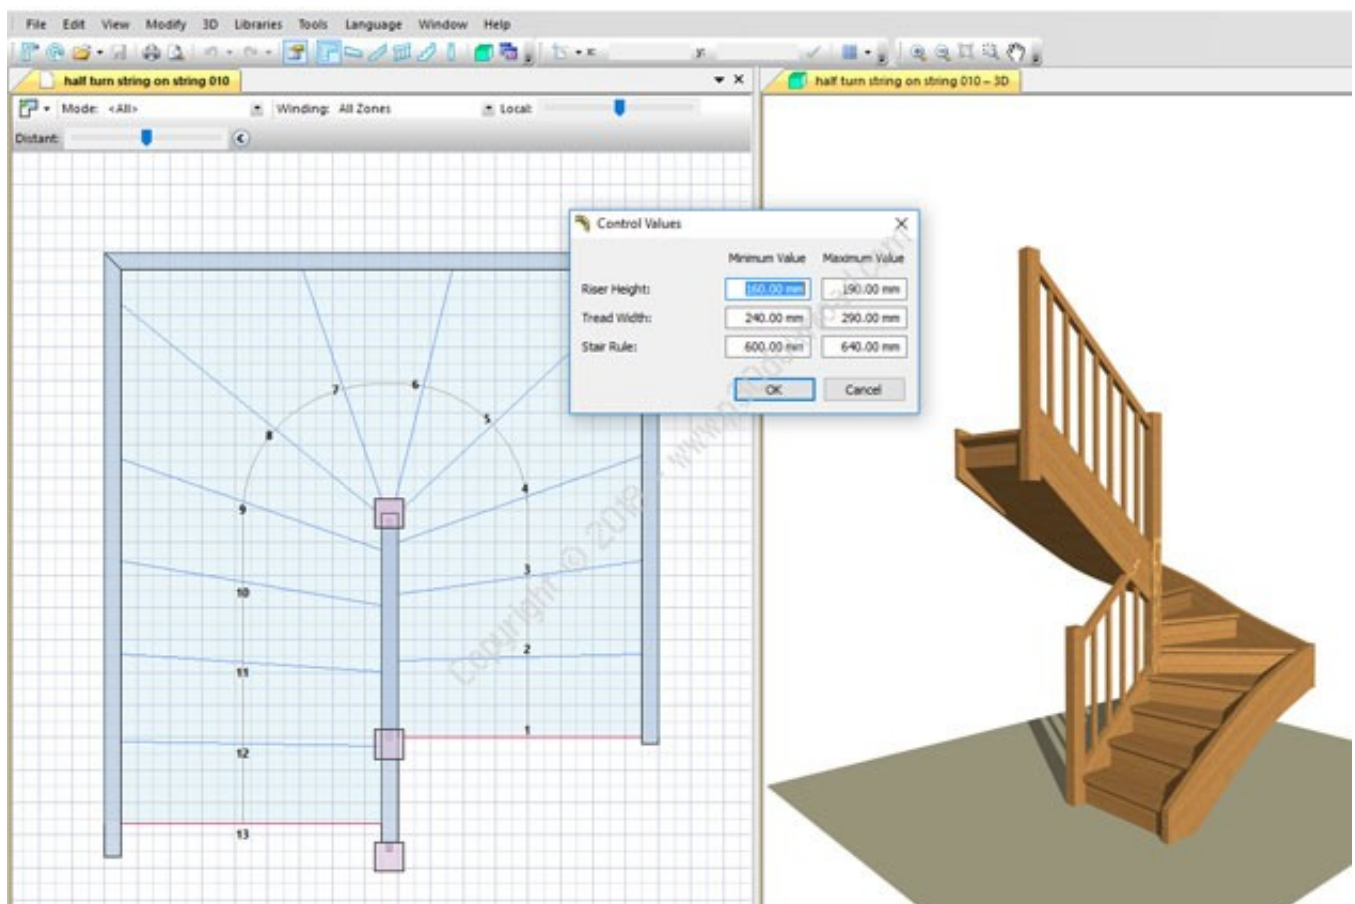 File Edit View Modify 3D Libraries Tools Language Window Help
x: y:
half turn string on string 010
half turn string on string 010 - 3D
Mode: <All> Winding: All Zones Local:
Distant:
Control Values
Minimum Value Maximum Value
Riser Height: 160.00 mm 190.00 mm
Tread Width: 240.00 mm 290.00 mm
Stair Rule: 600.00 mm 640.00 mm
OK Cancel
7 6
8 5
9 4
10 3
11 2
12 1
13
Copyright © 2018 - www.p30download.com